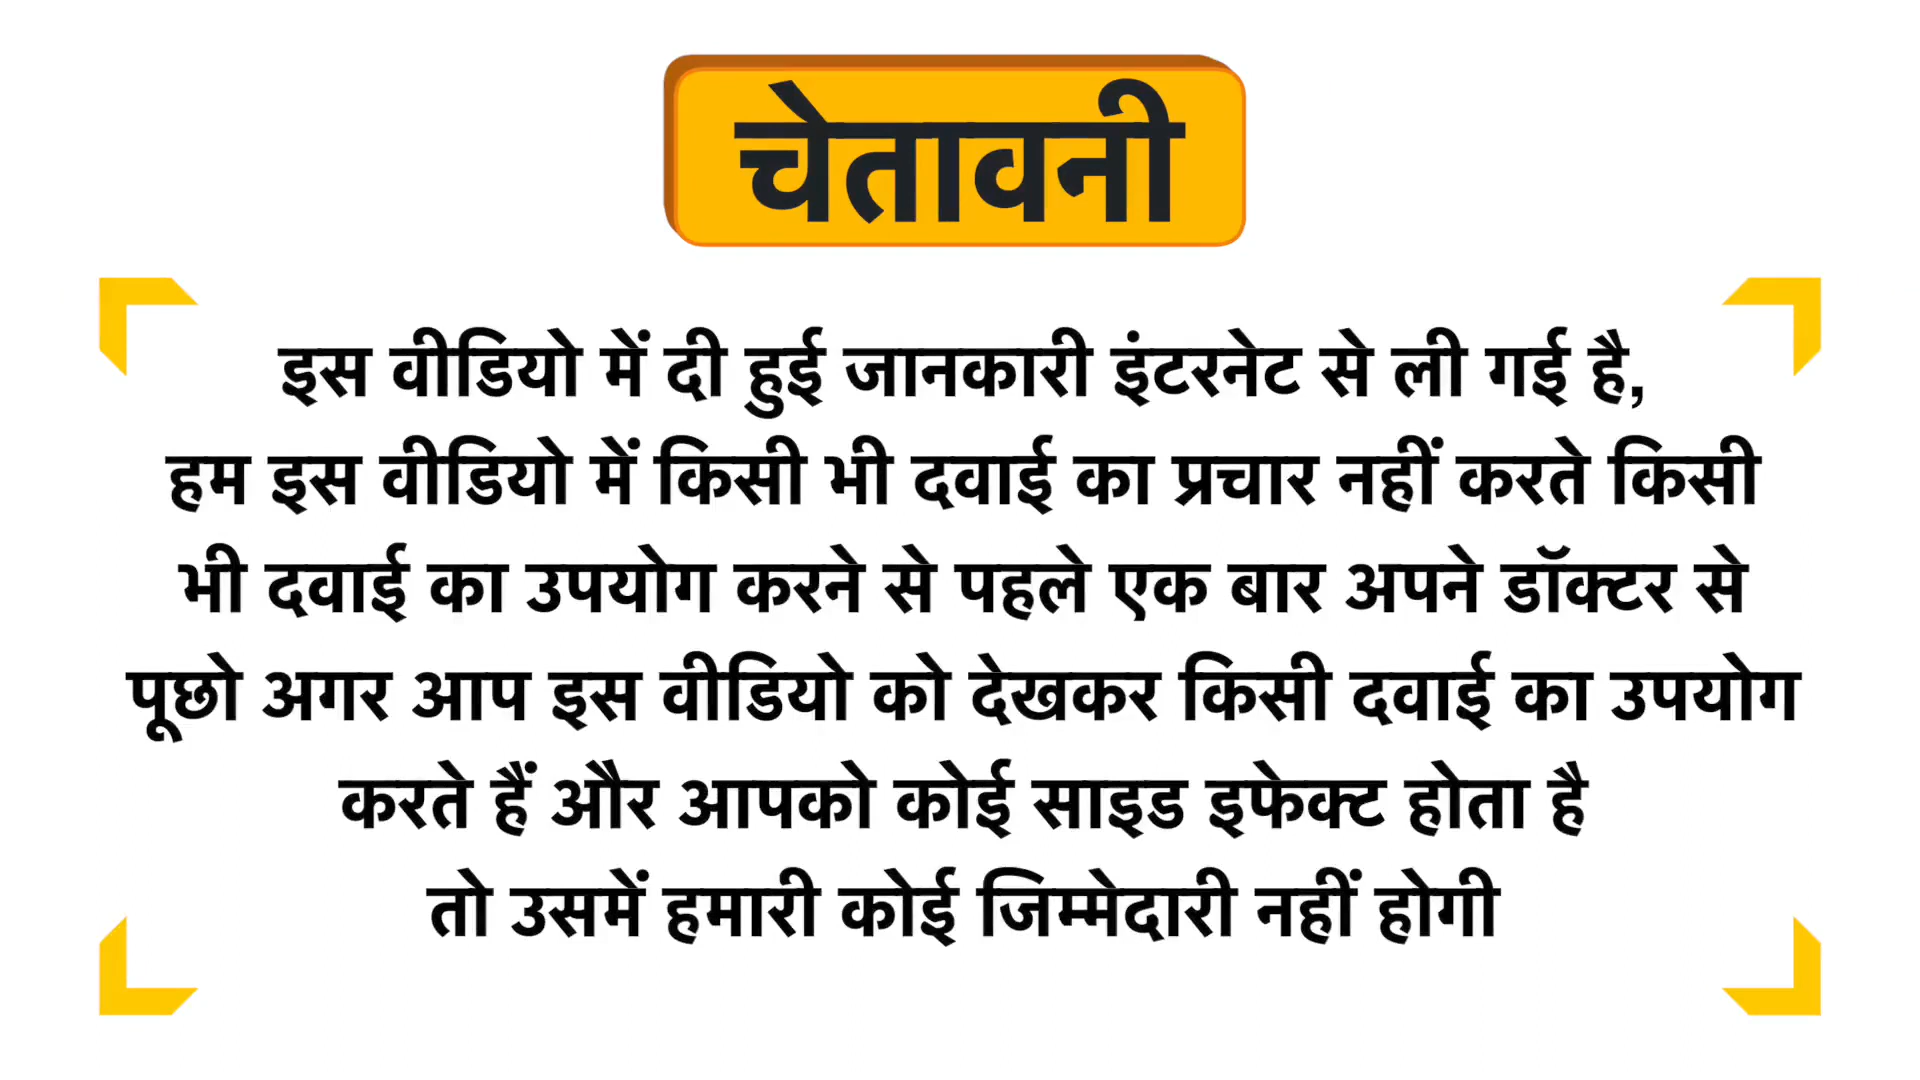 चेतावनी
इस वीडियो में दी हुई जानकारी इंटरनेट से ली गई है,
हम इस वीडियो में किसी भी दवाई का प्रचार नहीं करते किसी
भी दवाई का उपयोग करने से पहले एक बार अपने डॉक्टर से
पूछो अगर आप इस वीडियो को देखकर किसी दवाई का उपयोग
करते हैं और आपको कोई साइड इफेक्ट होता है
तो उसमें हमारी कोई जिम्मेदारी नहीं होगी